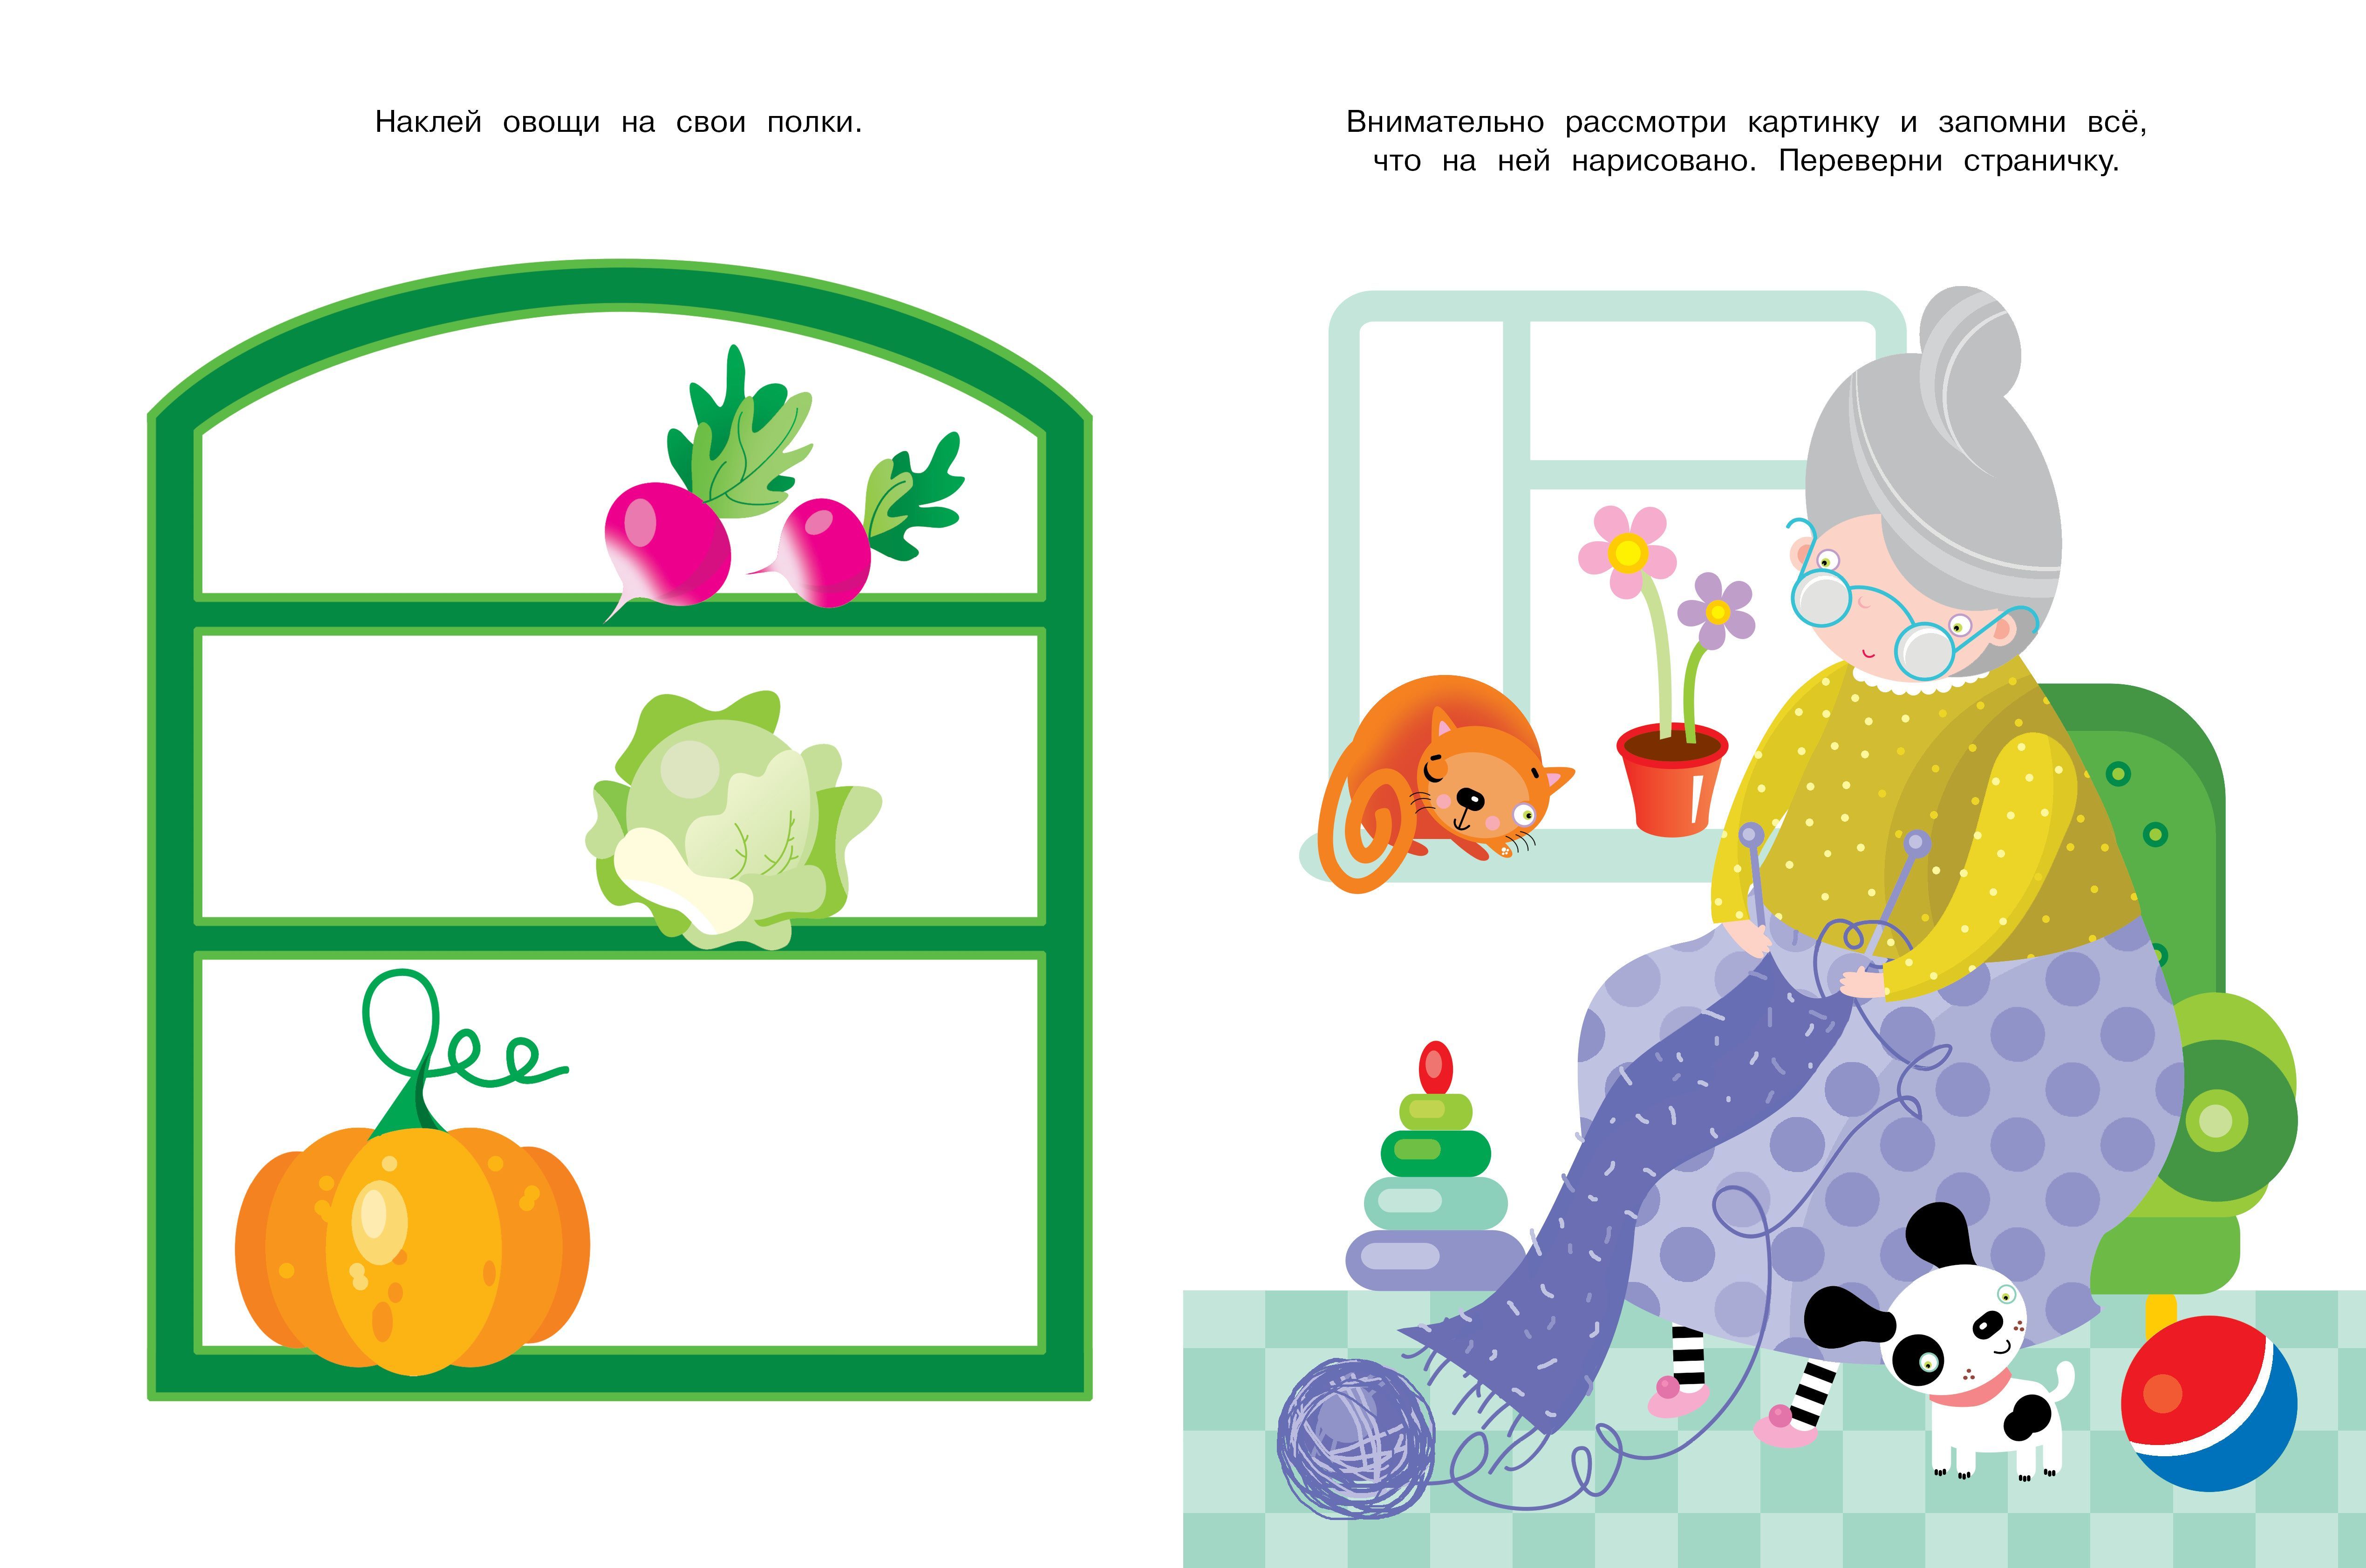 Наклей овощи на свои полки.
Внимательно рассмотри картинку и запомни всё,
что на ней нарисовано. Переверни страничку.